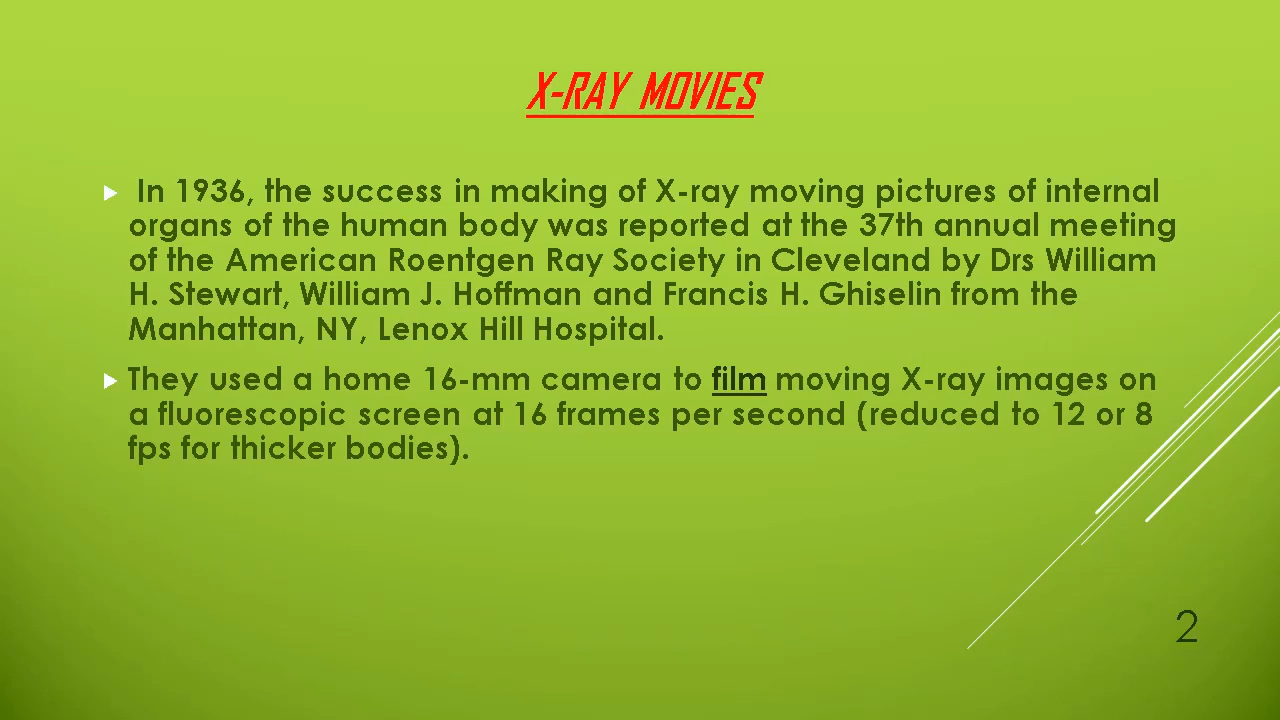 X-RAY MOVIES
In 1936, the success in making of X-ray moving pictures of internal
organs of the human body was reported at the 37th annual meeting
of the American Roentgen Ray Society in Cleveland by Drs William
H. Stewart, William J. Hoffman and Francis H. Ghiselin from the
Manhattan, NY, Lenox Hill Hospital.
They used a home 16-mm camera to film moving X-ray images on
a fluorescopic screen at 16 frames per second (reduced to 12 or 8
fps for thicker bodies).
2